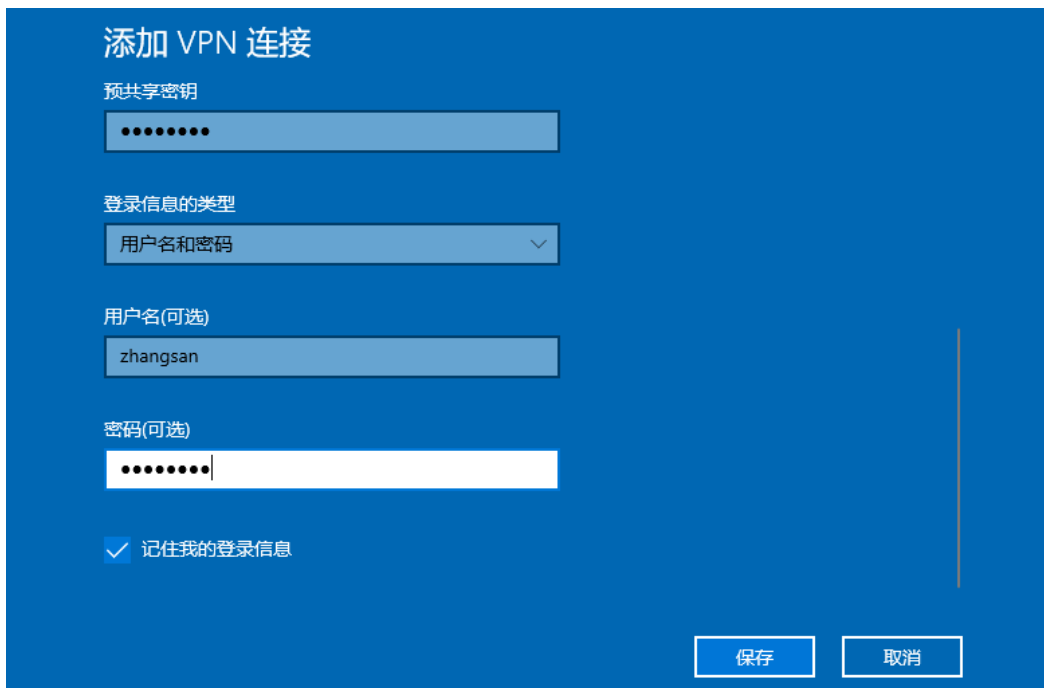 添加 VPN 连接
预共享密钥
••••••••
登录信息的类型
用户名和密码
用户名(可选)
zhangsan
密码(可选)
••••••••
记住我的登录信息
保存
取消